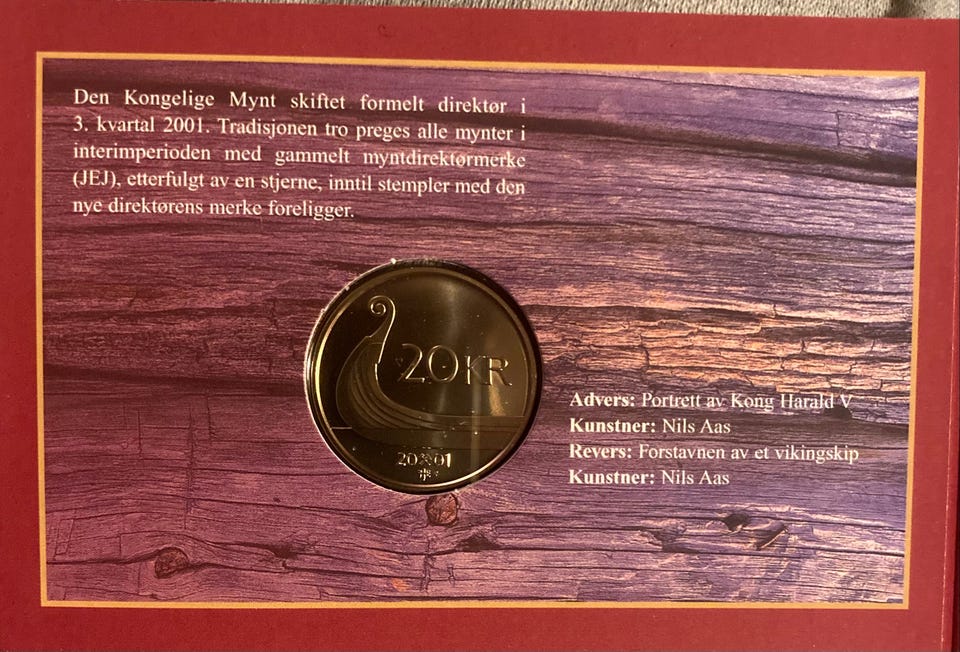 Den Kongelige Mynt skiftet formelt direktør i
3. kvartal 2001. Tradisjonen tro preges alle mynter i
interimperioden med gammelt myntdirektørmerke
(JEJ), etterfulgt av en stjerne, inntil stempler med den
nye direktørens merke foreligger.
20 KR
2001
Advers: Portrett av Kong Harald V
Kunstner: Nils Aas
Revers: Forstavnen av et vikingskip
Kunstner: Nils Aas